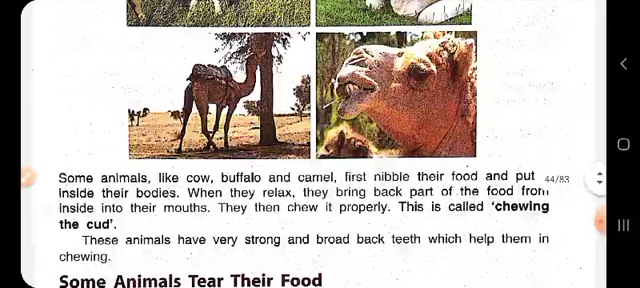 Some animals, like cow, buffalo and camel, first nibble their food and put
44/83
inside their bodies. When they relax, they bring back part of the food from
inside into their mouths. They then chew it properly. This is called 'chewing
the cud'.
These animals have very strong and broad back teeth which help them in
chewing.
Some Animals Tear Their Food